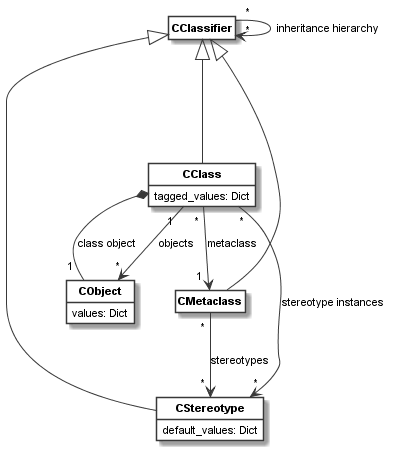 *
CClassifier
*
inheritance hierarchy
CClass
tagged_values: Dict
1
*
*
class object
objects
metaclass
1
*
1
CObject
values: Dict
CMetaclass
stereotype instances
*
stereotypes
*
*
CStereotype
default_values: Dict